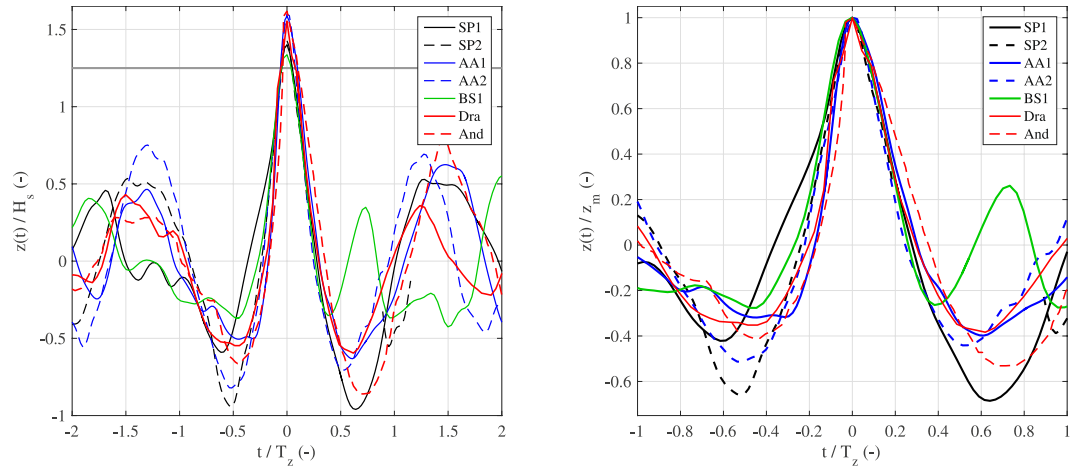 1.5
1
0.5
0
-0.5
-1
-2
-1.5
-1
-0.5
0
0.5
1
1.5
2
z(t) / H_s (-)
t / T_z (-)
SP1
SP2
AA1
AA2
BS1
Dra
And
1
0.8
0.6
0.4
0.2
0
-0.2
-0.4
-0.6
-1
-0.8
-0.6
-0.4
-0.2
0
0.2
0.4
0.6
0.8
1
z(t) / z_m (-)
t / T_z (-)
SP1
SP2
AA1
AA2
BS1
Dra
And